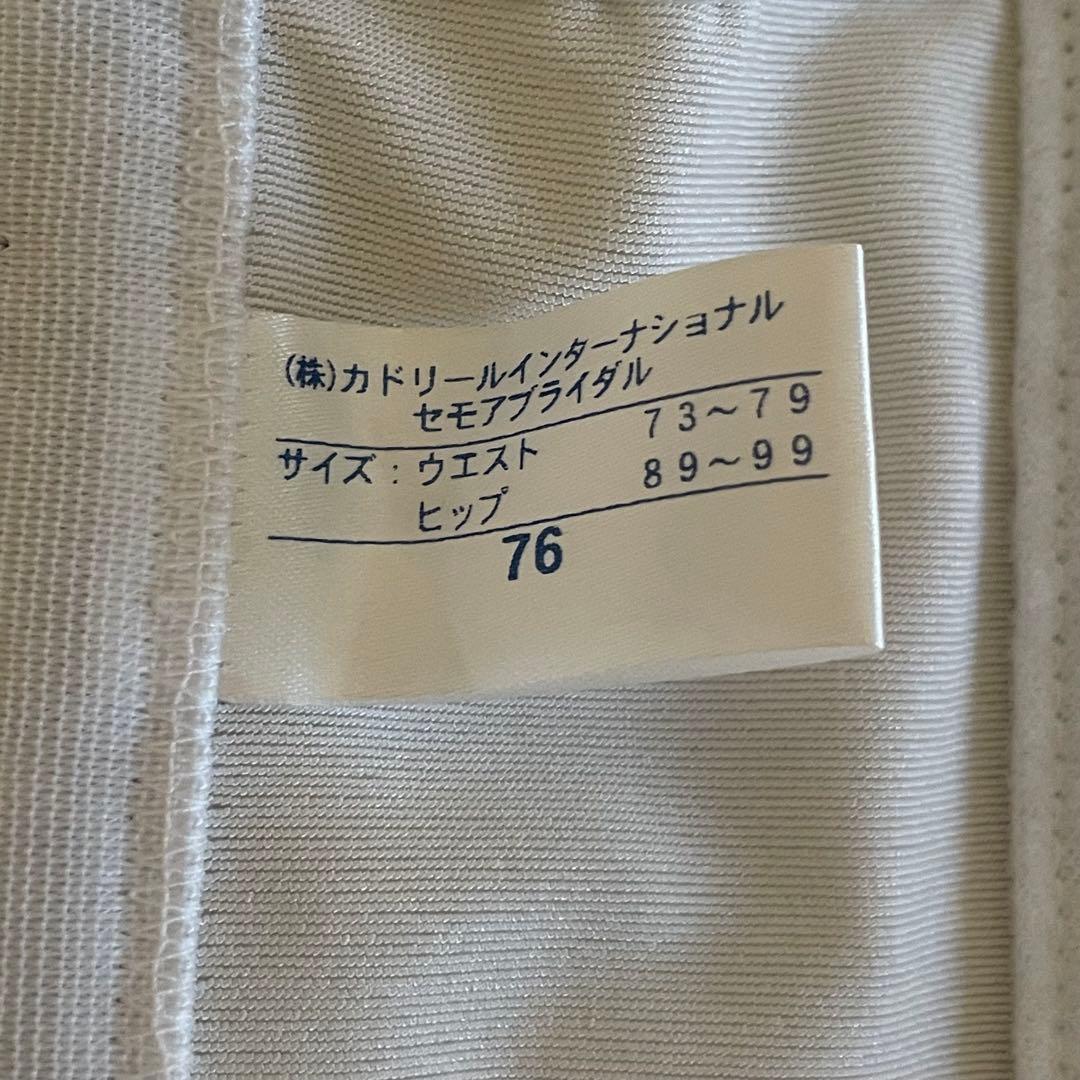 (株)カドリールインターナショナル
セモアブライダル
サイズ：ウエスト 73～79
ヒップ 89～99
76